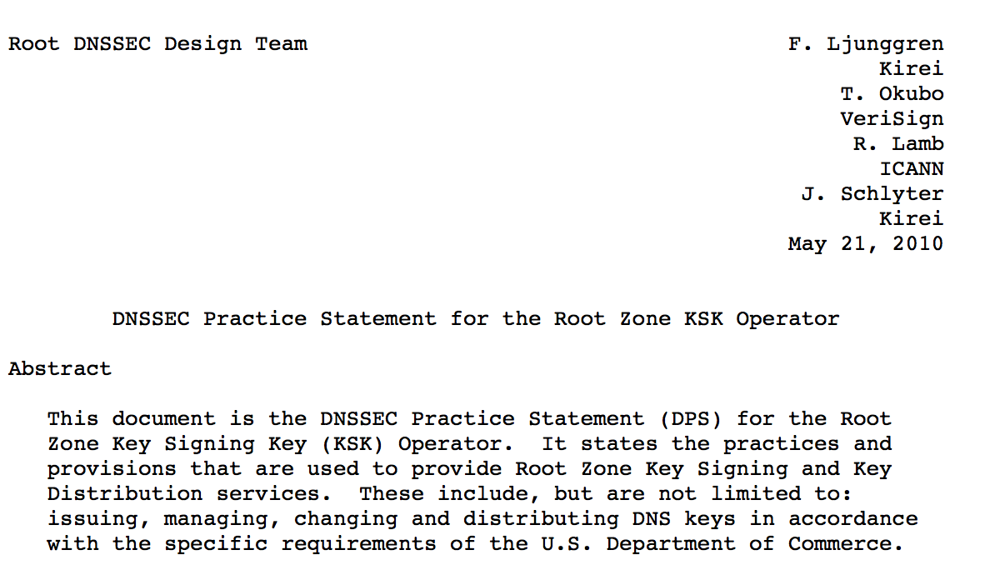 Root DNSSEC Design Team F. Ljunggren
Kirei
T. Okubo
VeriSign
R. Lamb
ICANN
J. Schlyter
Kirei
May 21, 2010
DNSSEC Practice Statement for the Root Zone KSK Operator
Abstract
This document is the DNSSEC Practice Statement (DPS) for the Root
Zone Key Signing Key (KSK) Operator.  It states the practices and
provisions that are used to provide Root Zone Key Signing and Key
Distribution services.  These include, but are not limited to:
issuing, managing, changing and distributing DNS keys in accordance
with the specific requirements of the U.S. Department of Commerce.